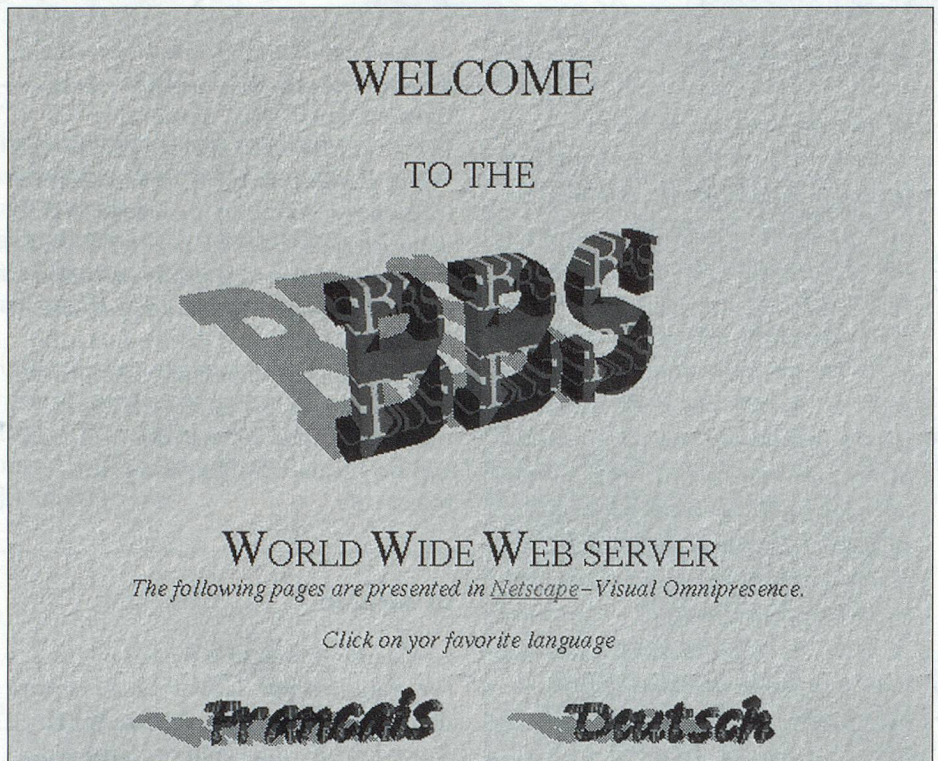 WELCOME
TO THE
BBS
WORLD WIDE WEB SERVER
The following pages are presented in Netscape–Visual Omnipresence.
Click on yor favorite language
Francais Deutsch